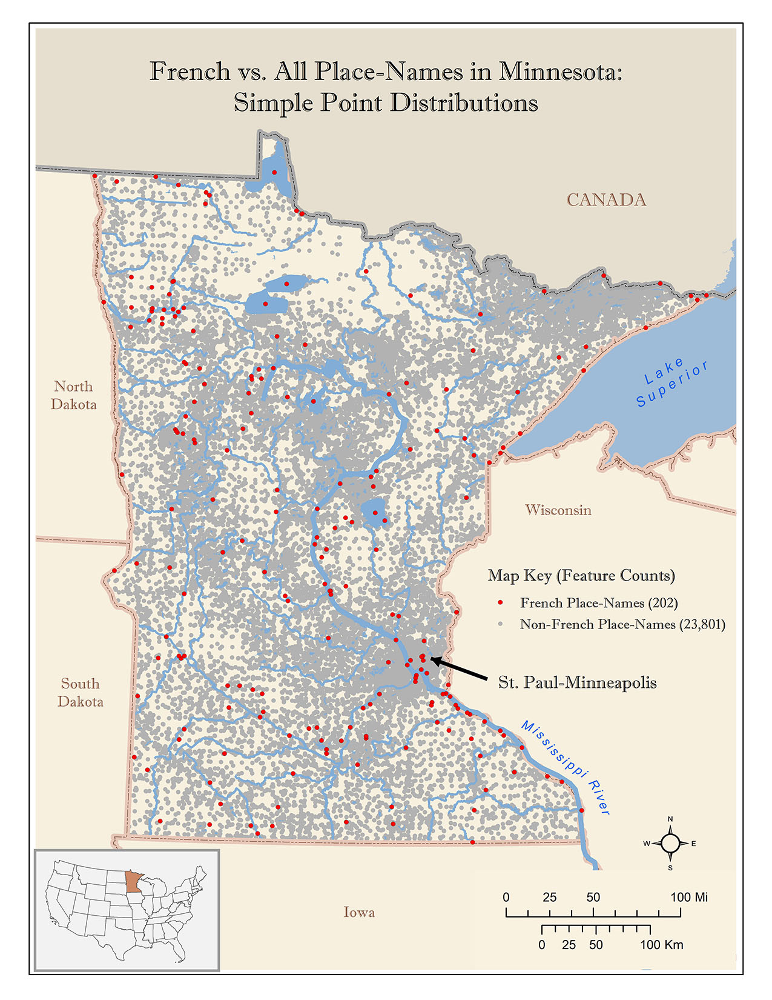 French vs. All Place-Names in Minnesota:
Simple Point Distributions
CANADA
Lake
Superior
North
Dakota
Wisconsin
Map Key (Feature Counts)
French Place-Names (202)
Non-French Place-Names (23,801)
South
Dakota
St. Paul-Minneapolis
Mississippi River
N
W E
S
Iowa
0 25 50 100 Mi
0 25 50 100 Km